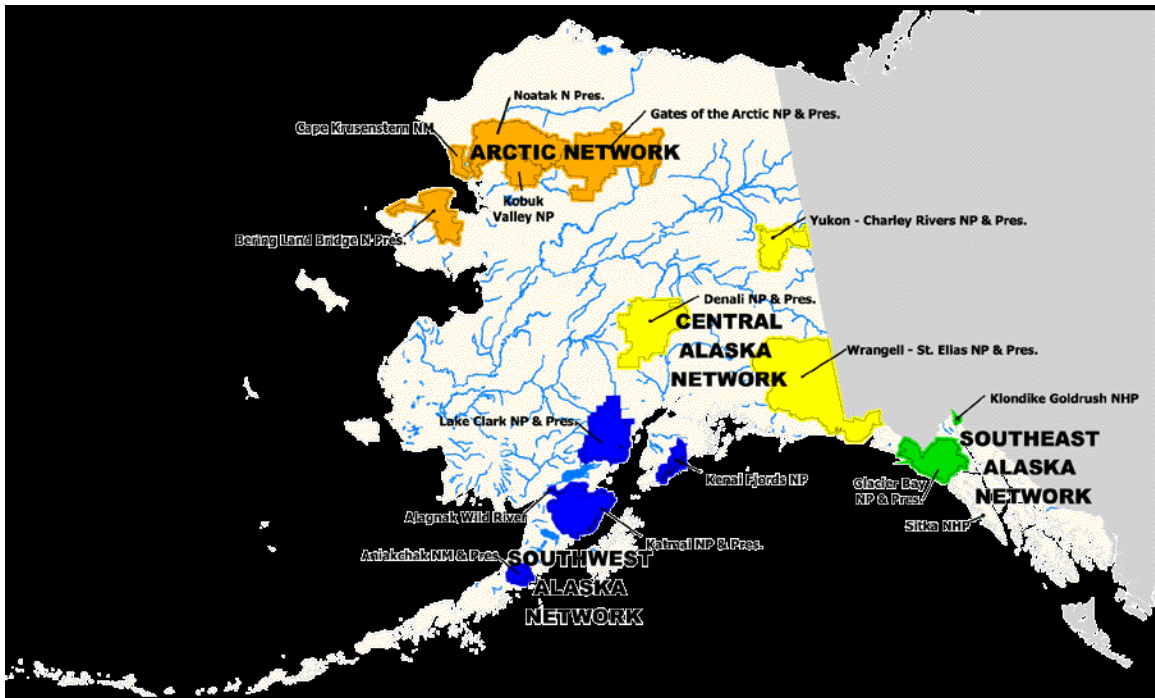 Noatak N Pres.
Gates of the Arctic NP & Pres.
Cape Krusenstern NM
ARCTIC NETWORK
Kobuk
Valley NP
Bering Land Bridge N Pres.
Yukon - Charley Rivers NP & Pres.
Denali NP & Pres.
CENTRAL
ALASKA
NETWORK
Wrangell - St. Elias NP & Pres.
Klondike Goldrush NHP
Lake Clark NP & Pres.
SOUTHEAST
ALASKA
NETWORK
Kenai Fjords NP
Glacier Bay
NP & Pres.
Alagnak Wild River
Sitka NHP
Katmai NP & Pres.
Aniakchak NM & Pres.
SOUTHWEST
ALASKA
NETWORK